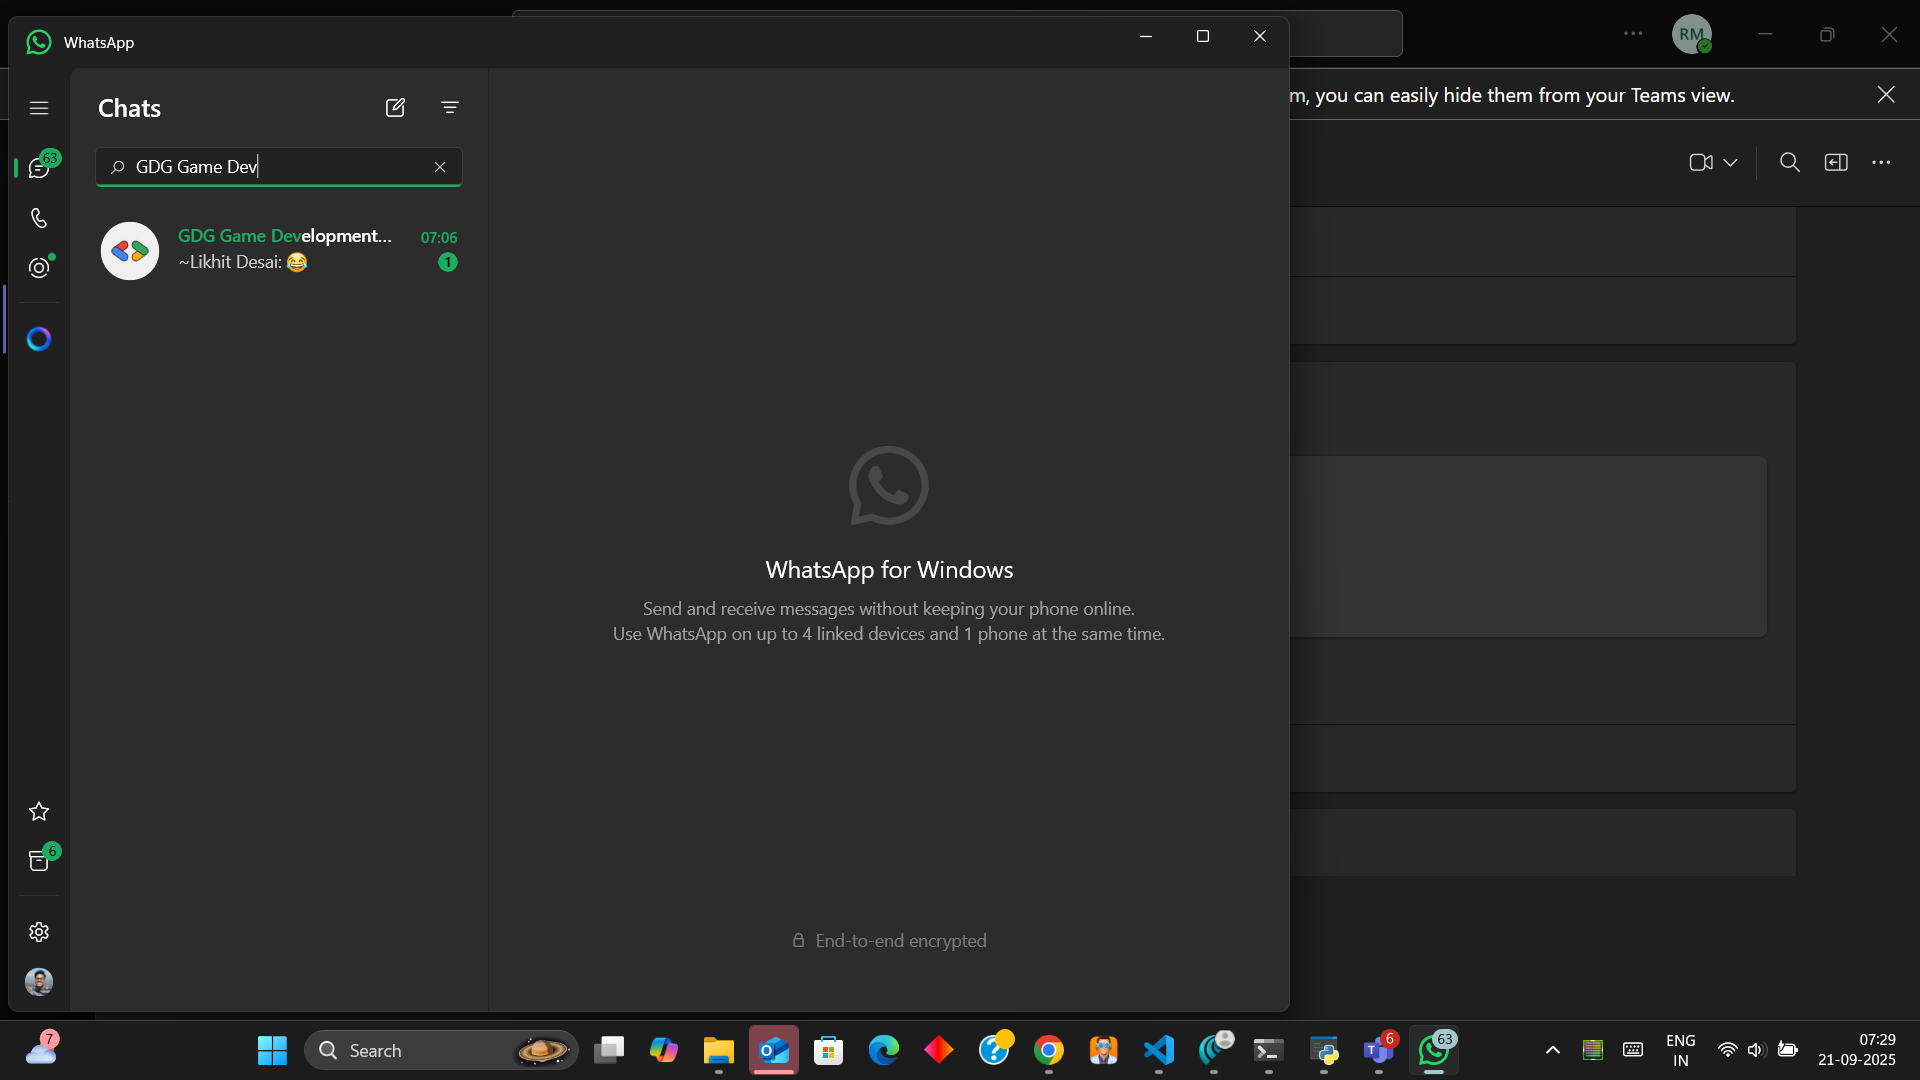 WhatsApp
RM
m, you can easily hide them from your Teams view.
Chats
63
GDG Game Dev
GDG Game Development...
07:06
~Likhit Desai: 😂
1
WhatsApp for Windows
Send and receive messages without keeping your phone online.
Use WhatsApp on up to 4 linked devices and 1 phone at the same time.
6
End-to-end encrypted
7
Search
6
63
ENG
IN
07:29
21-09-2025